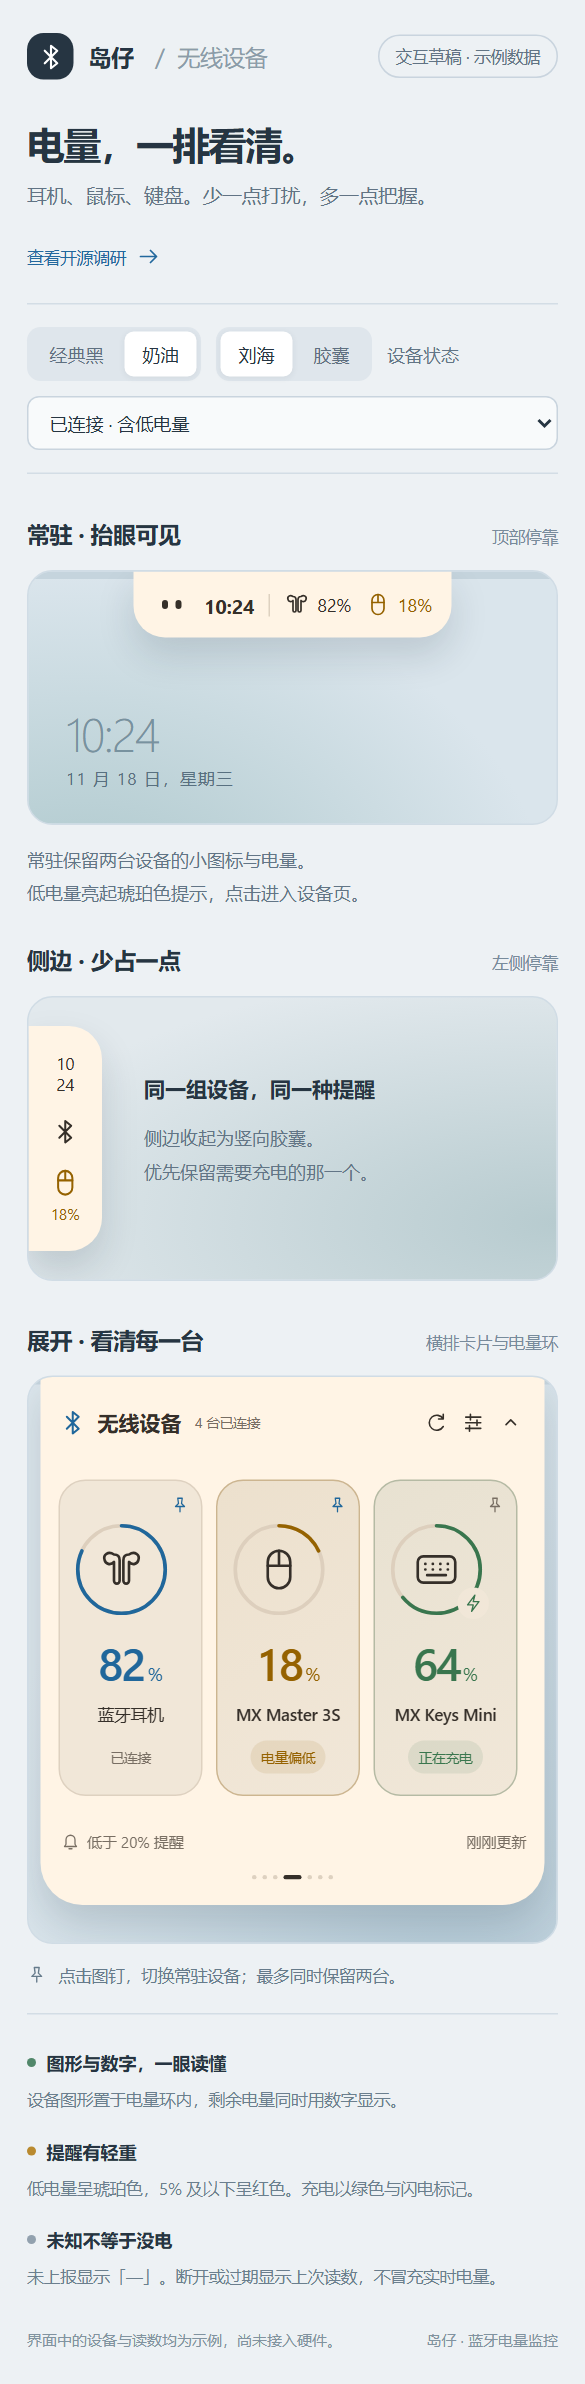 岛仔 / 无线设备
交互草稿 · 示例数据
电量，一排看清。
耳机、鼠标、键盘。少一点打扰，多一点把握。
查看开源调研 →
经典黑 奶油 刘海 胶囊 设备状态
已连接 · 含低电量
常驻 · 抬眼可见
顶部停靠
10:24 82% 18%
10:24
11 月 18 日，星期三
常驻保留两台设备的小图标与电量。
低电量亮起琥珀色提示，点击进入设备页。
侧边 · 少占一点
左侧停靠
10
24
18%
同一组设备，同一种提醒
侧边收起为竖向胶囊。
优先保留需要充电的那一个。
展开 · 看清每一台
横排卡片与电量环
无线设备 4 台已连接
82%
蓝牙耳机
已连接
18%
MX Master 3S
电量偏低
64%
MX Keys Mini
正在充电
低于 20% 提醒
刚刚更新
点击图钉，切换常驻设备；最多同时保留两台。
图形与数字，一眼读懂
设备图形置于电量环内，剩余电量同时用数字显示。
提醒有轻重
低电量呈琥珀色，5% 及以下呈红色。充电以绿色与闪电标记。
未知不等于没电
未上报显示「—」。断开或过期显示上次读数，不冒充实时电量。
界面中的设备与读数均为示例，尚未接入硬件。
岛仔 · 蓝牙电量监控